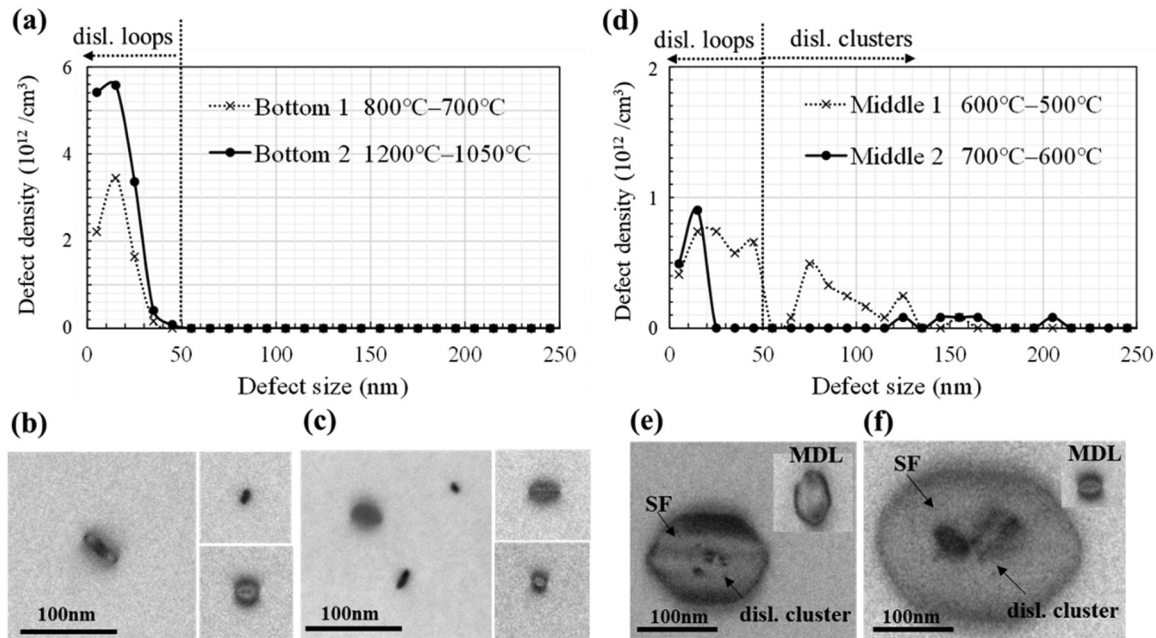 (a)
disl. loops
Defect density (10¹² /cm³)
6
4
2
0
Bottom 1 800℃–700℃
Bottom 2 1200℃–1050℃
0 50 100 150 200 250
Defect size (nm)
(d)
disl. loops disl. clusters
Defect density (10¹² /cm³)
2
1
0
Middle 1 600℃–500℃
Middle 2 700℃–600℃
0 50 100 150 200 250
Defect size (nm)
(b)
100nm
(c)
100nm
(e)
MDL
SF
disl. cluster
100nm
(f)
MDL
SF
disl. cluster
100nm